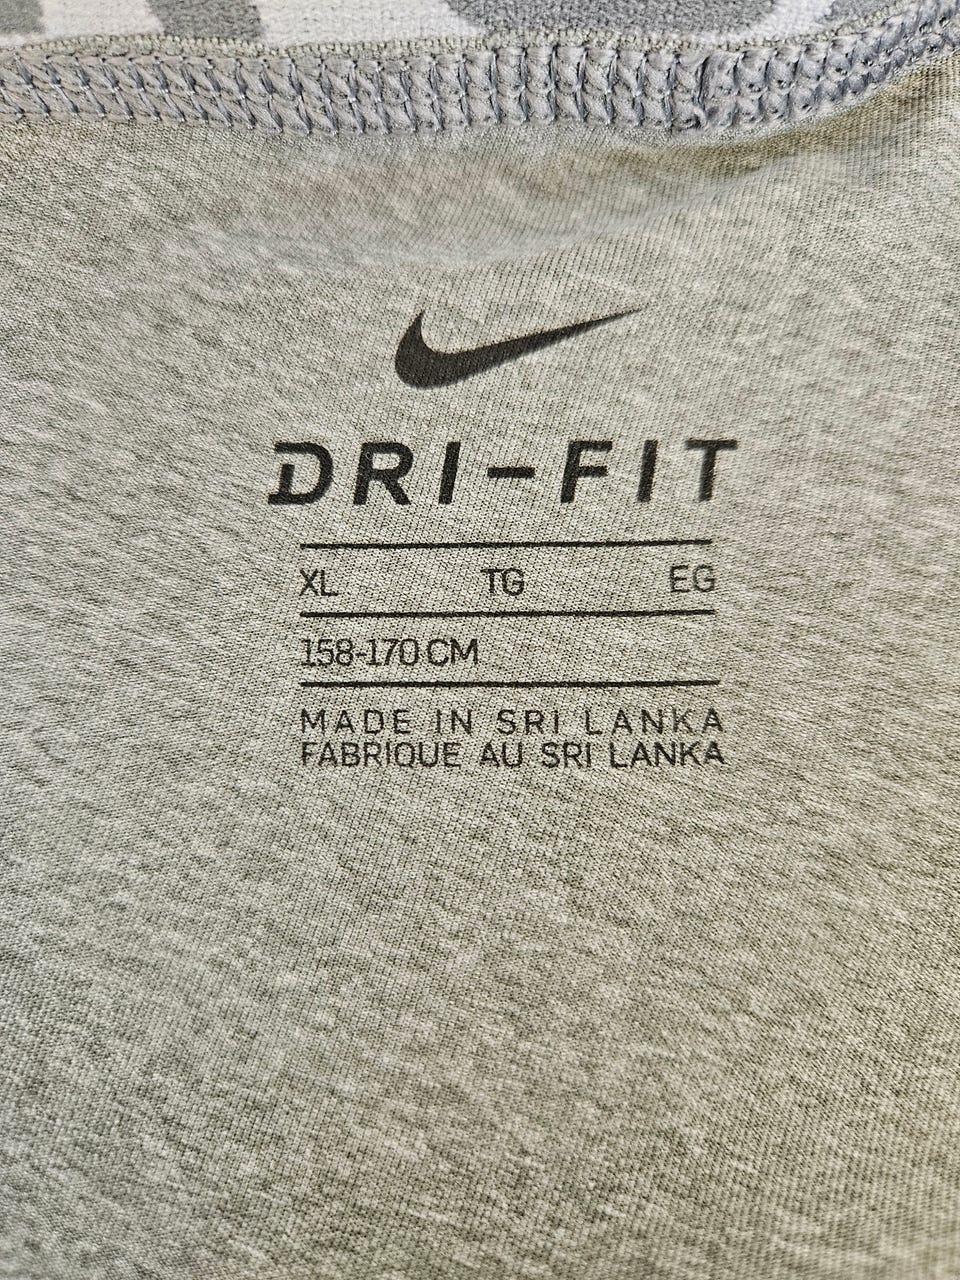 DRI-FIT
XL TG EG
158-170 CM
MADE IN SRI LANKA
FABRIQUE AU SRI LANKA